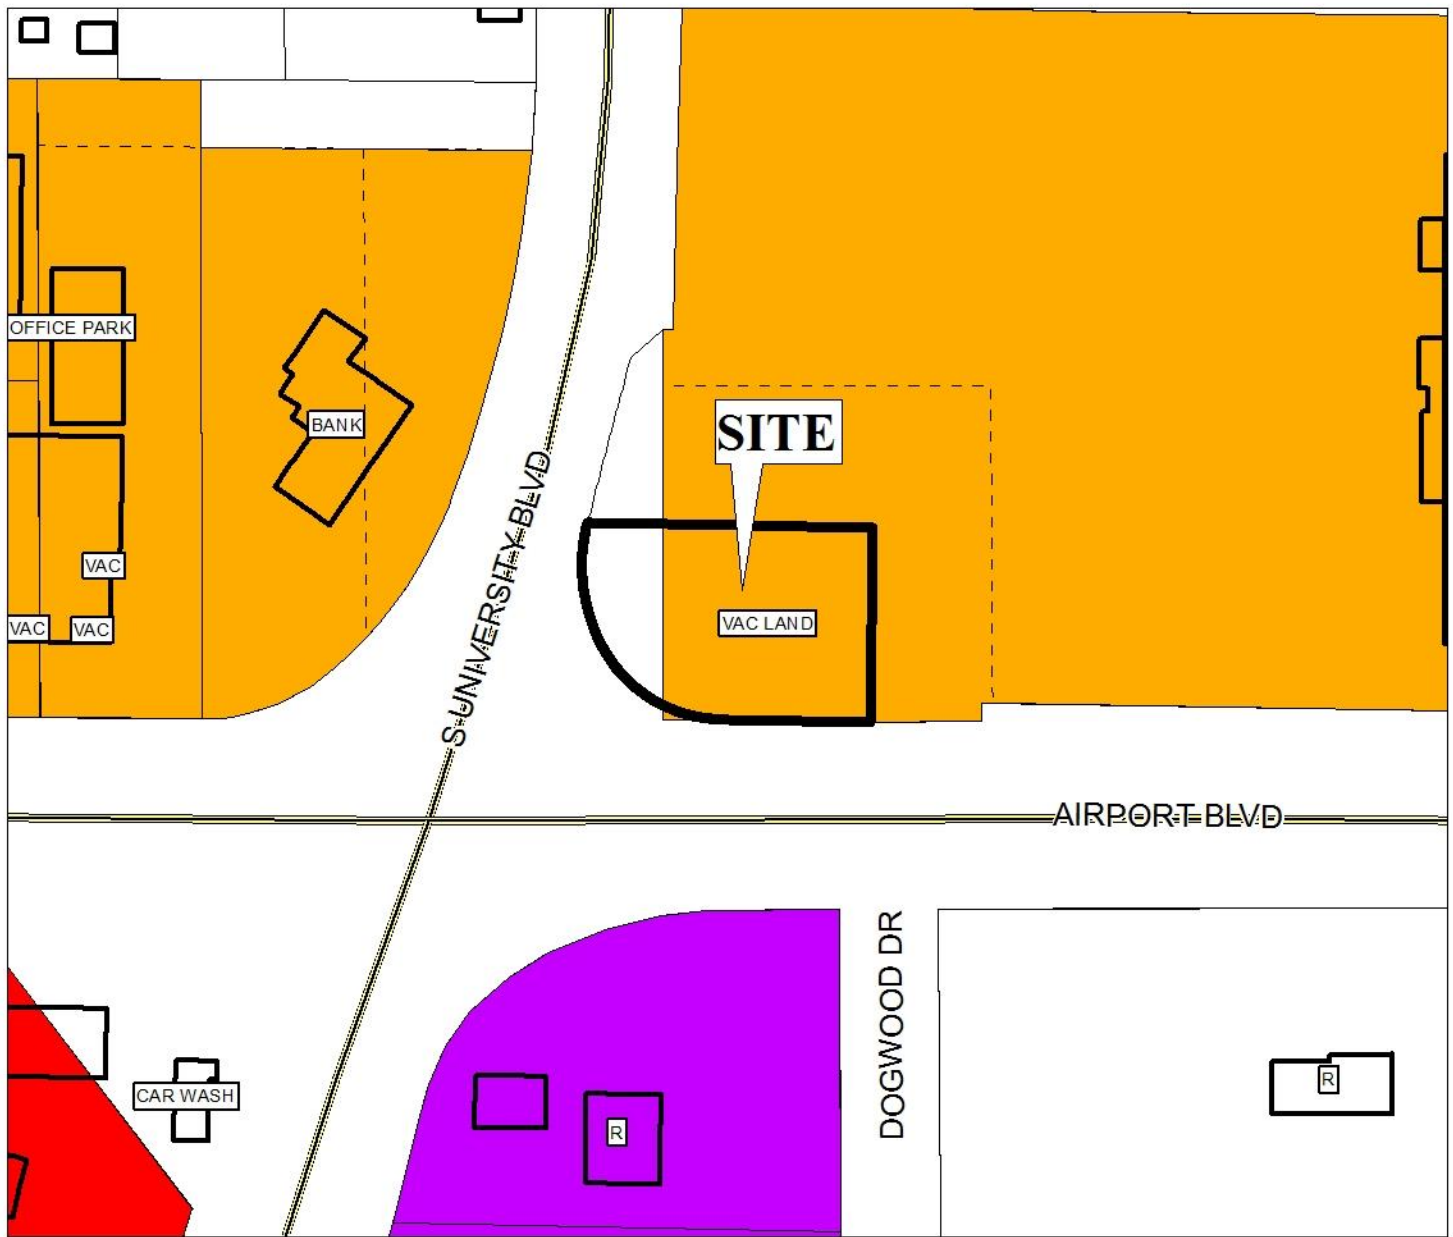 OFFICE PARK
BANK
SITE
S UNIVERSITY BLVD
VAC
VAC LAND
VAC
VAC
AIRPORT BLVD
DOGWOOD DR
CAR WASH
R
R